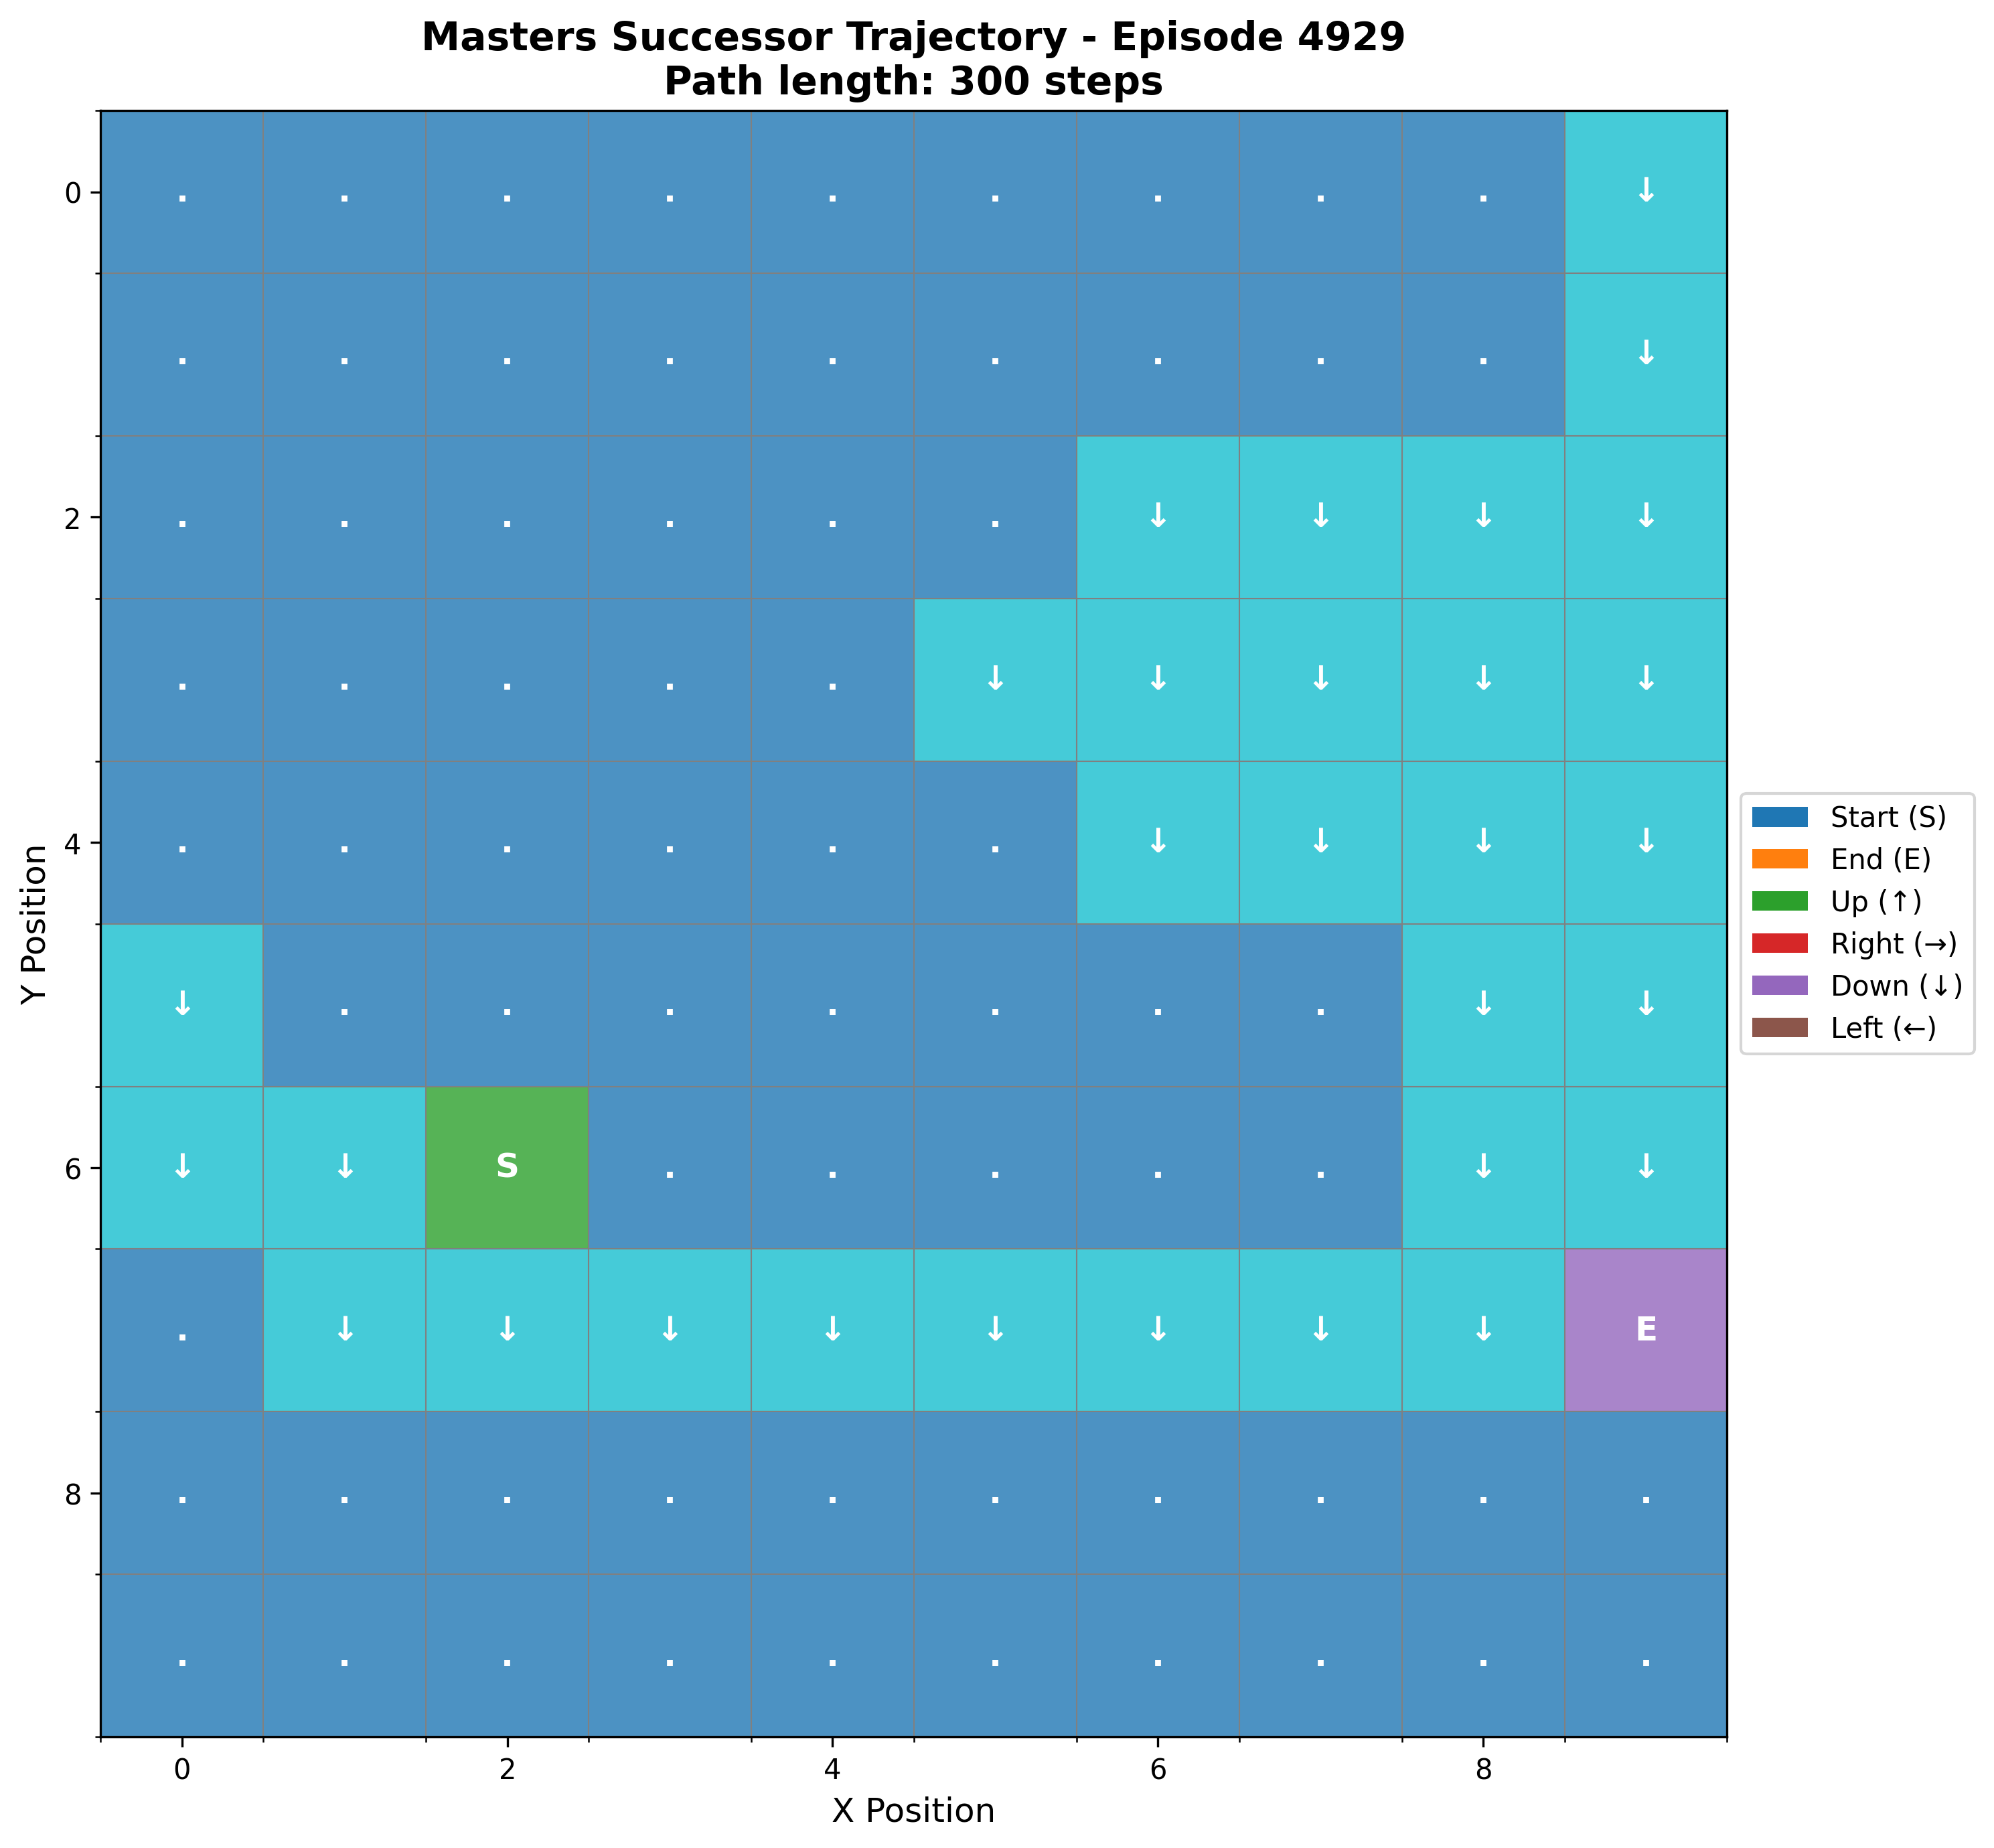 Masters Successor Trajectory - Episode 4929
Path length: 300 steps
0 . . . . . . . . . ↓
. . . . . . . . . ↓
2 . . . . . . ↓ ↓ ↓ ↓
. . . . . ↓ ↓ ↓ ↓ ↓
4 . . . . . . ↓ ↓ ↓ ↓
↓ . . . . . . . ↓ ↓
6 ↓ ↓ S . . . . . ↓ ↓
. ↓ ↓ ↓ ↓ ↓ ↓ ↓ ↓ E
8 . . . . . . . . . .
. . . . . . . . . .
0 2 4 6 8
X Position
Y Position
Start (S)
End (E)
Up (↑)
Right (→)
Down (↓)
Left (←)